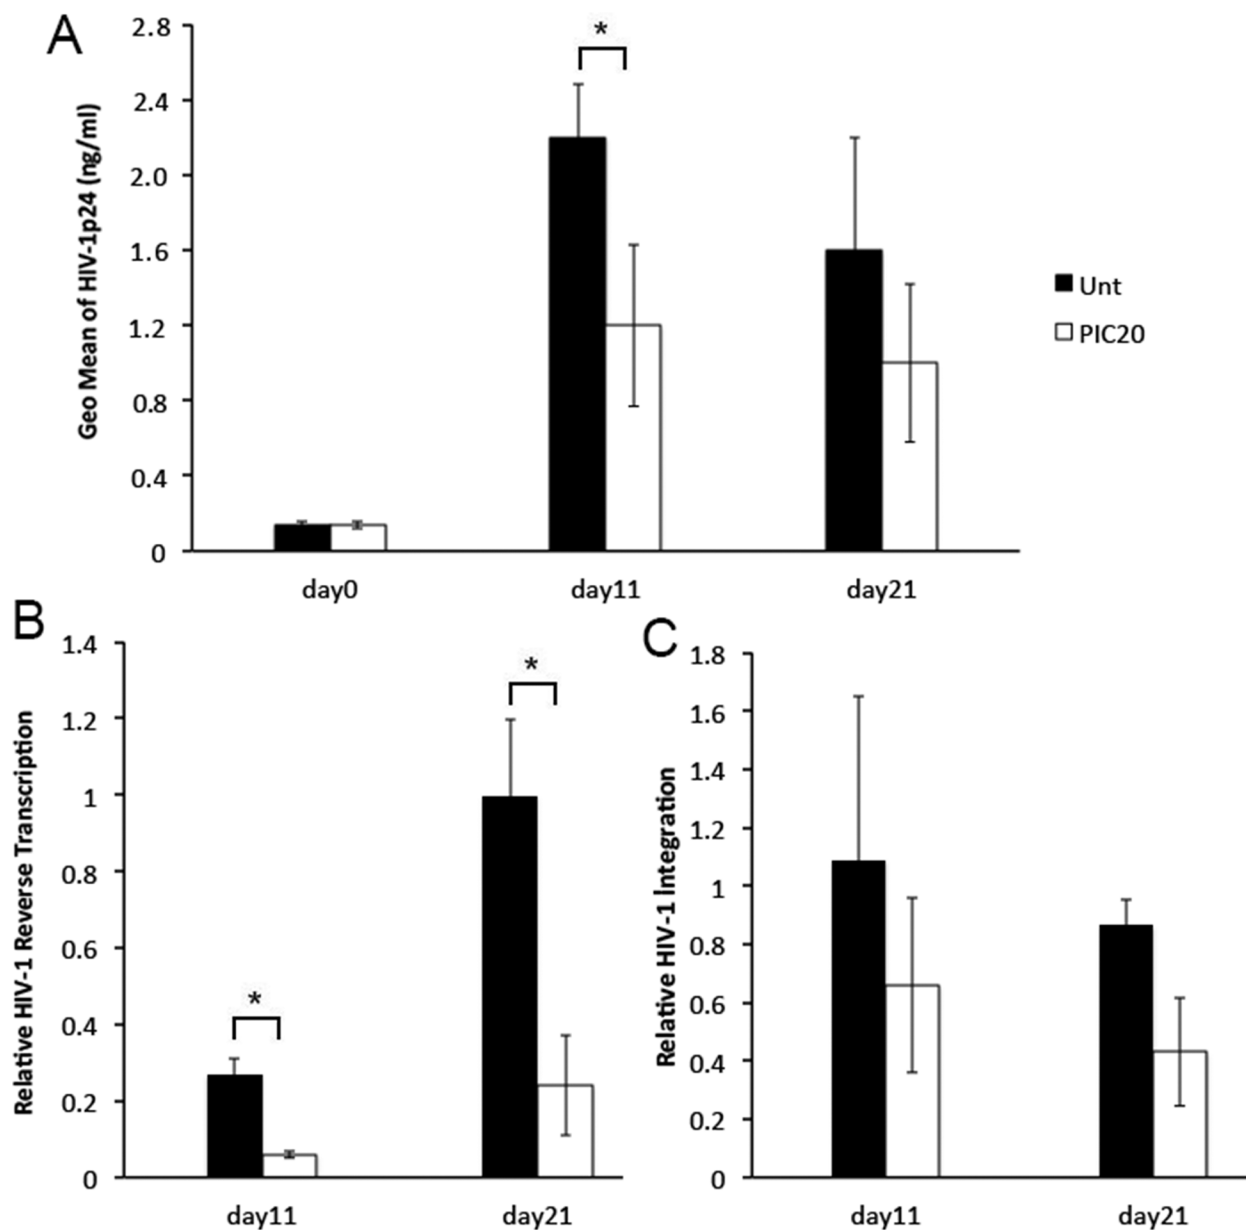 A
Geo Mean of HIV-1p24 (ng/ml)
2.8
2.4
2.0
1.6
1.2
0.8
0.4
0
*
day0
day11
day21
Unt
PIC20
B
Relative HIV-1 Reverse Transcription
1.4
1.2
1
0.8
0.6
0.4
0.2
0
*
*
day11
day21
C
Relative HIV-1 Integration
1.8
1.6
1.4
1.2
1
0.8
0.6
0.4
0.2
0
day11
day21